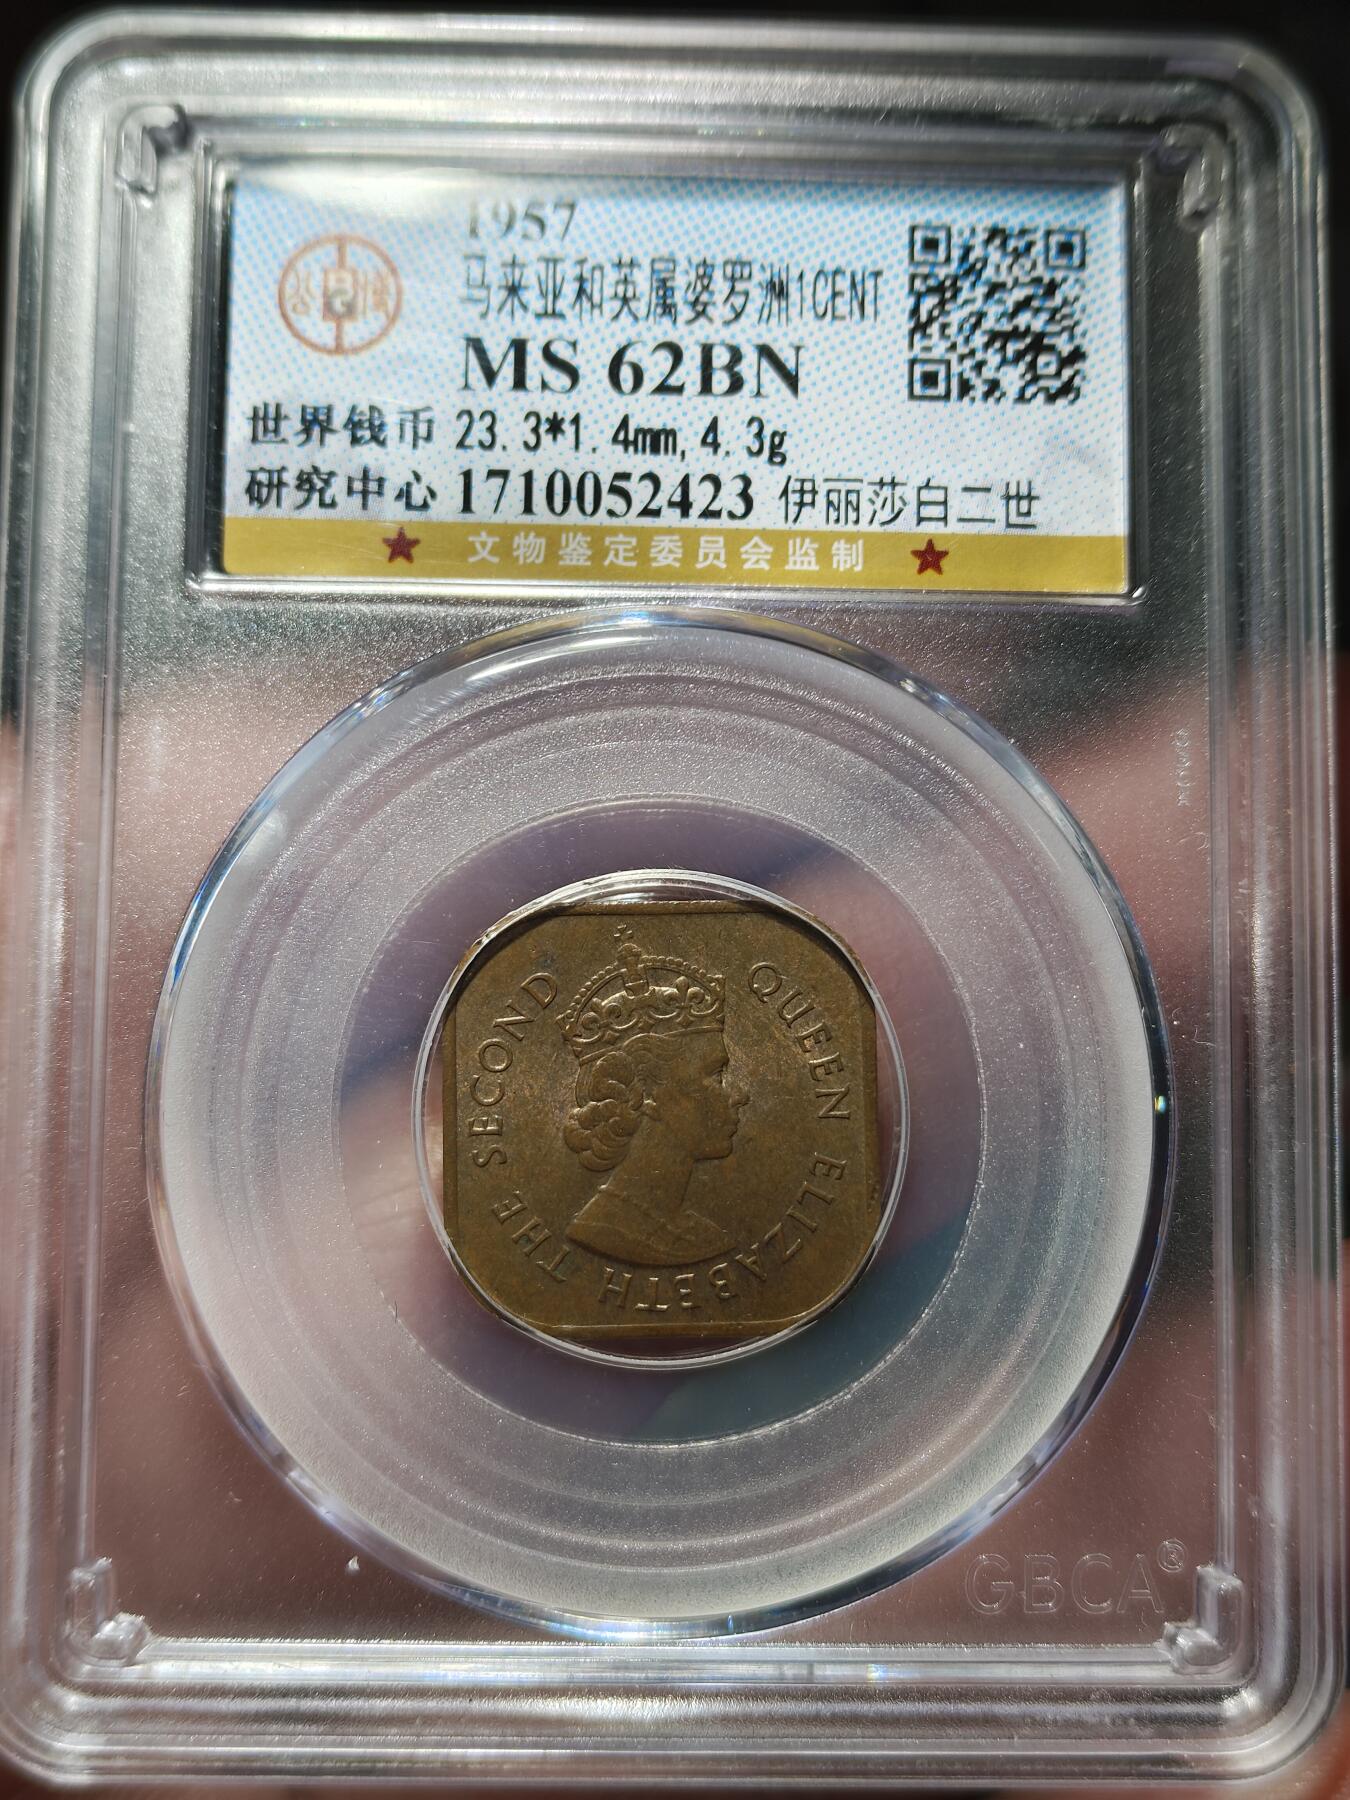 1957
马来亚和英属婆罗洲1CENT
MS 62BN
世界钱币 23.3*1.4mm,4.3g
研究中心 1710052423 伊丽莎白二世
★ 文物鉴定委员会监制 ★
QUEEN ELIZABETH THE SECOND
GBCA®